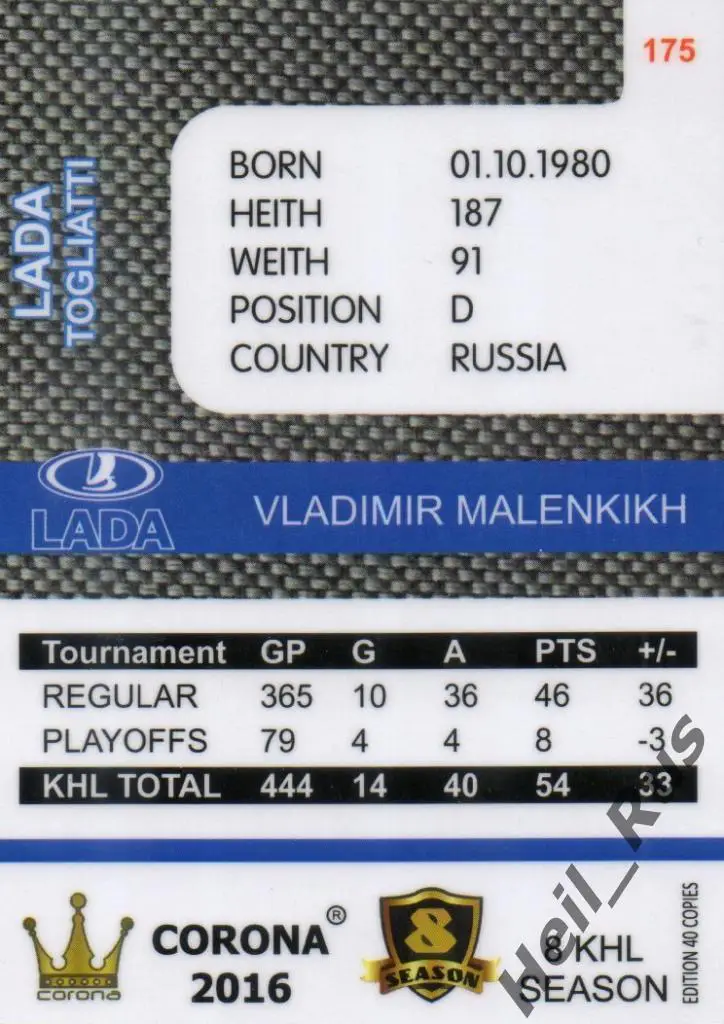 175
LADA
TOGLIATTI
BORN 01.10.1980
HEITH 187
WEITH 91
POSITION D
COUNTRY RUSSIA
LADA
VLADIMIR MALENKIKH
Tournament GP G A PTS +/-
REGULAR 365 10 36 46 36
PLAYOFFS 79 4 4 8 -3
KHL TOTAL 444 14 40 54 33
corona
CORONA®
2016
8
SEASON
8 KHL
SEASON
EDITION 40 COPIES
Heil_Rus